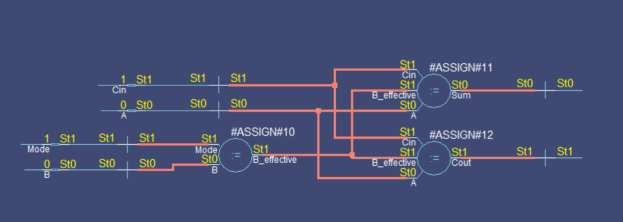 St1
#ASSIGN#11
1 St1 St1 St1 Cin St0 St0 St0
Cin St1 Sum
0 St0 St0 St0 B_effective
A St0
A
#ASSIGN#10 St1 #ASSIGN#12
1 St1 St1 St1 St1 Cin
Mode Mode St1 St1 St1 St1
0 St0 St0 St0 St0 B_effective B_effective Cout
B B St0
A